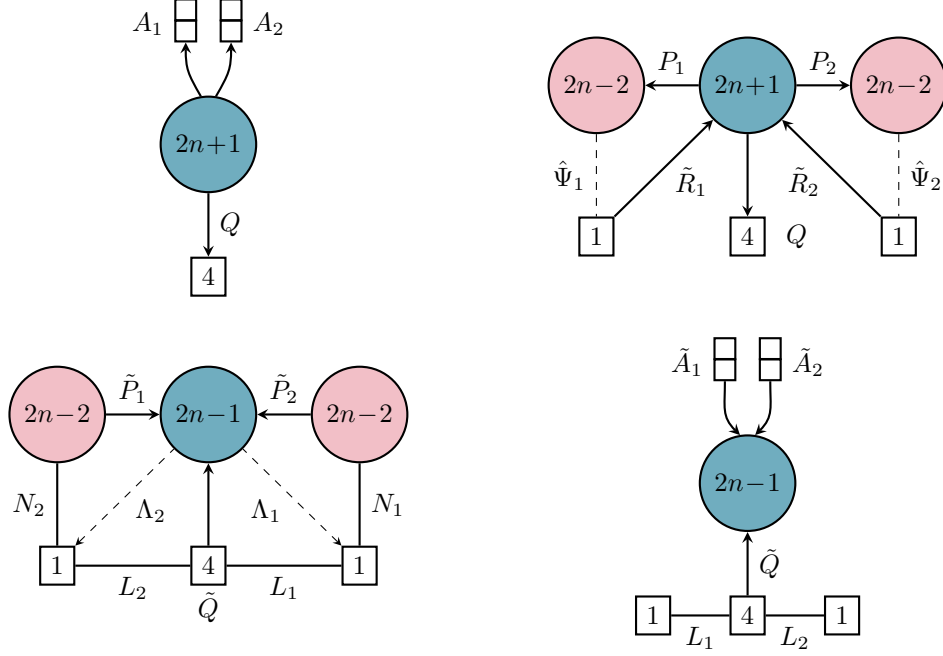 A₁ A₂
2n+1
Q
4
P₁ P₂
2n−2 2n+1 2n−2
Ψ̂₁ R̃₁ R̃₂ Ψ̂₂
1 4 Q 1
P̃₁ P̃₂
2n−2 2n−1 2n−2
N₂ Λ₂ Λ₁ N₁
1 4 1
L₂ Q̃ L₁
Ã₁ Ã₂
2n−1
Q̃
1 4 1
L₁ L₂